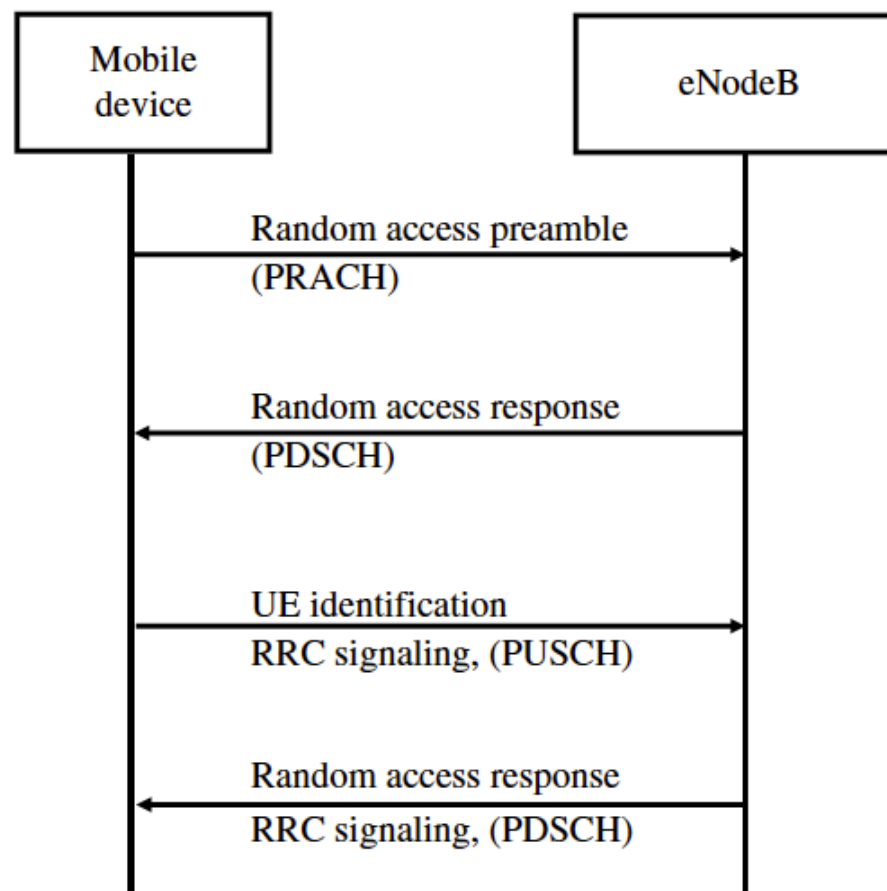 Mobile
device
eNodeB
Random access preamble
(PRACH)
Random access response
(PDSCH)
UE identification
RRC signaling, (PUSCH)
Random access response
RRC signaling, (PDSCH)